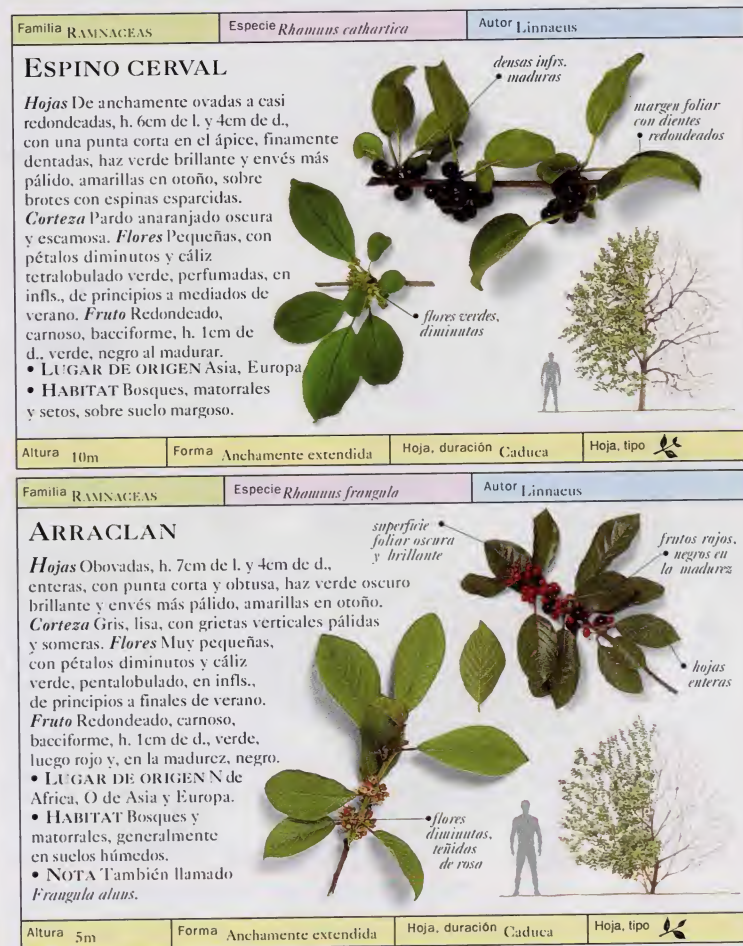 Familia RAMNACEAS Especie Rhamnus cathartica Autor Linnaeus
ESPINO CERVAL
Hojas De anchamente ovadas a casi
redondeadas, h. 6cm de l. y 4cm de d.,
con una punta corta en el ápice, finamente
dentadas, haz verde brillante y envés más
pálido, amarillas en otoño, sobre
brotes con espinas esparcidas.
Corteza Pardo anaranjado oscura
y escamosa. Flores Pequeñas, con
pétalos diminutos y cáliz
tetralobulado verde, perfumadas, en
infls., de principios a mediados de
verano. Fruto Redondeado,
carnoso, bacciforme, h. 1cm de
d., verde, negro al madurar.
• LUGAR DE ORIGEN Asia, Europa
• HABITAT Bosques, matorrales
y setos, sobre suelo margoso.
densas infrs.
• maduras
margen foliar
con dientes
• redondeados
• flores verdes,
diminutas
Altura 10m Forma Anchamente extendida Hoja, duración Caduca Hoja, tipo
Familia RAMNACEAS Especie Rhamnus frangula Autor Linnaeus
ARRACLAN
Hojas Obovadas, h. 7cm de l. y 4cm de d.,
enteras, con punta corta y obtusa, haz verde oscuro
brillante y envés más pálido, amarillas en otoño.
Corteza Gris, lisa, con grietas verticales pálidas
y someras. Flores Muy pequeñas,
con pétalos diminutos y cáliz
verde, pentalobulado, en infls.,
de principios a finales de verano.
Fruto Redondeado, carnoso,
bacciforme, h. 1cm de d., verde,
luego rojo y, en la madurez, negro.
• LUGAR DE ORIGEN N de
Africa, O de Asia y Europa.
• HABITAT Bosques y
matorrales, generalmente
en suelos húmedos.
• NOTA También llamado
Frangula alnus.
superficie •
foliar oscura
y brillante
frutos rojos,
• negros en
la madurez
• hojas
enteras
• flores
diminutas,
teñidas
de rosa
Altura 5m Forma Anchamente extendida Hoja, duración Caduca Hoja, tipo